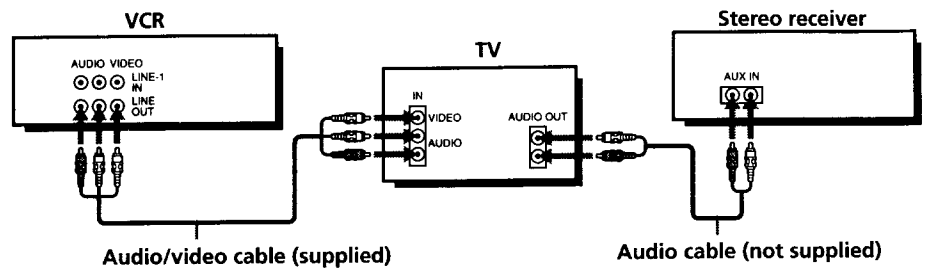 VCR
AUDIO VIDEO
LINE-1
IN
LINE
OUT
TV
IN
VIDEO
AUDIO
AUDIO OUT
Stereo receiver
AUX IN
Audio/video cable (supplied)
Audio cable (not supplied)